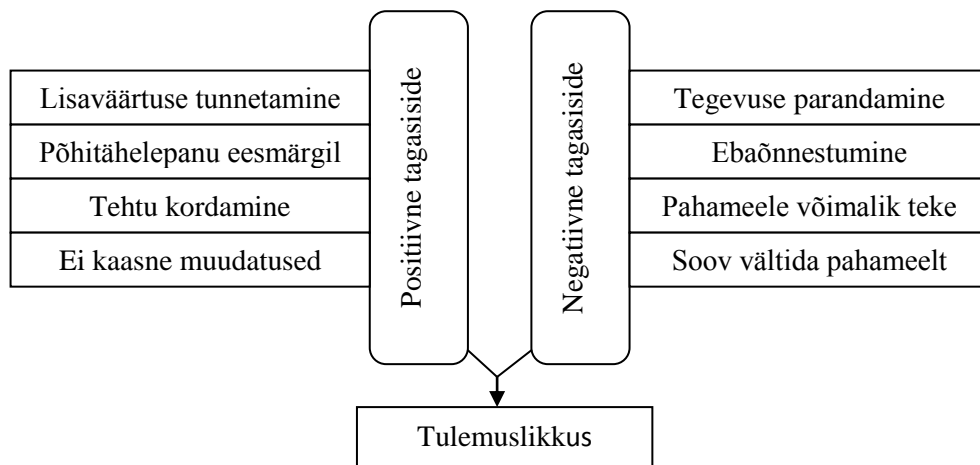 Lisaväärtuse tunnetamine
Põhitähelepanu eesmärgil
Tehtu kordamine
Ei kaasne muudatused
Positiivne tagasiside
Negatiivne tagasiside
Tegevuse parandamine
Ebaõnnestumine
Pahameele võimalik teke
Soov vältida pahameelt
Tulemuslikkus